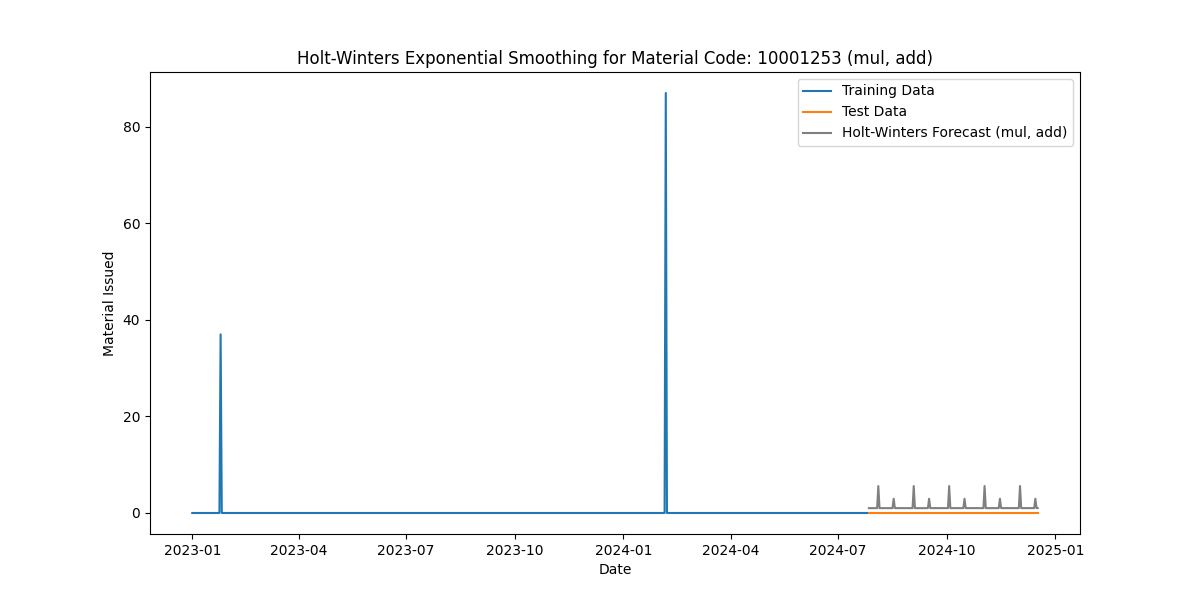 Holt-Winters Exponential Smoothing for Material Code: 10001253 (mul, add)
Training Data
Test Data
Holt-Winters Forecast (mul, add)
Material Issued
80
60
40
20
0
2023-01 2023-04 2023-07 2023-10 2024-01 2024-04 2024-07 2024-10 2025-01
Date